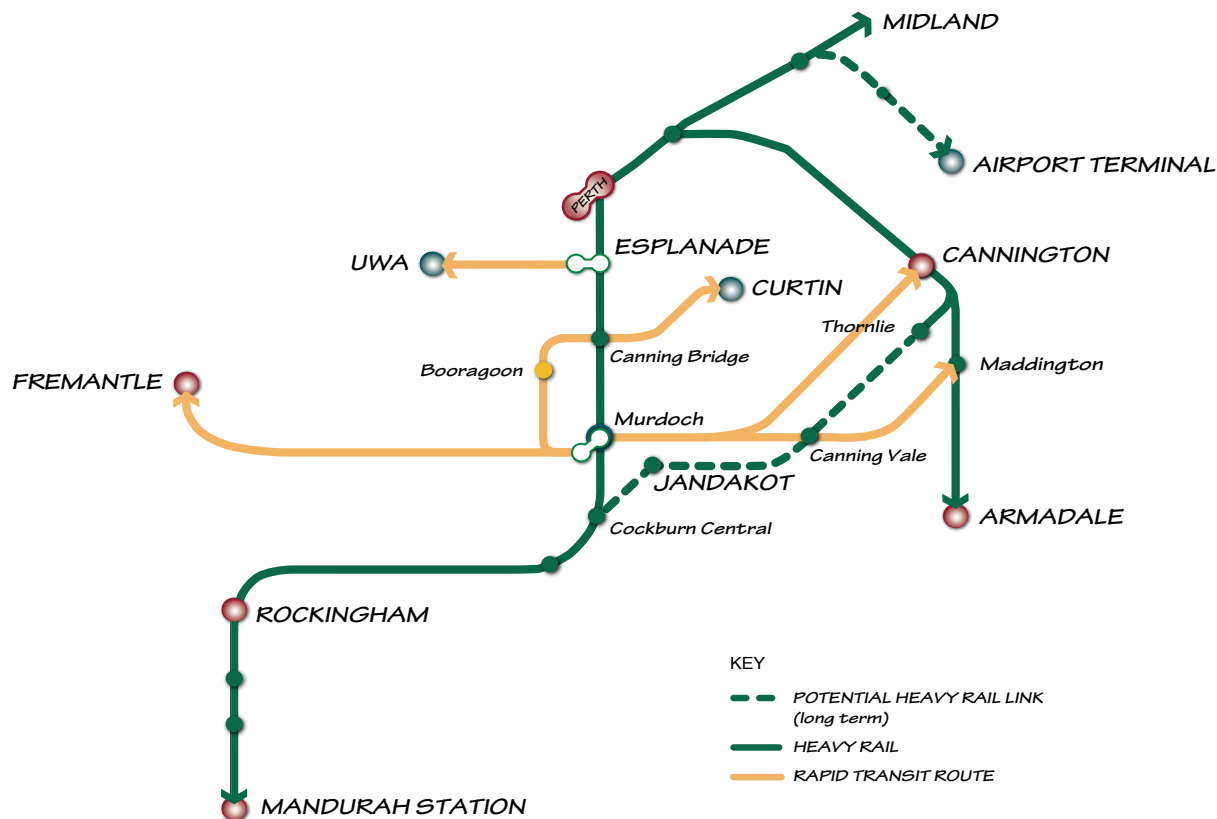 MIDLAND
AIRPORT TERMINAL
PERTH
ESPLANADE
CANNINGTON
UWA
CURTIN
Thornlie
Canning Bridge
Maddington
Booragoon
FREMANTLE
Murdoch
Canning Vale
JANDAKOT
ARMADALE
Cockburn Central
ROCKINGHAM
MANDURAH STATION
KEY
POTENTIAL HEAVY RAIL LINK
(long term)
HEAVY RAIL
RAPID TRANSIT ROUTE